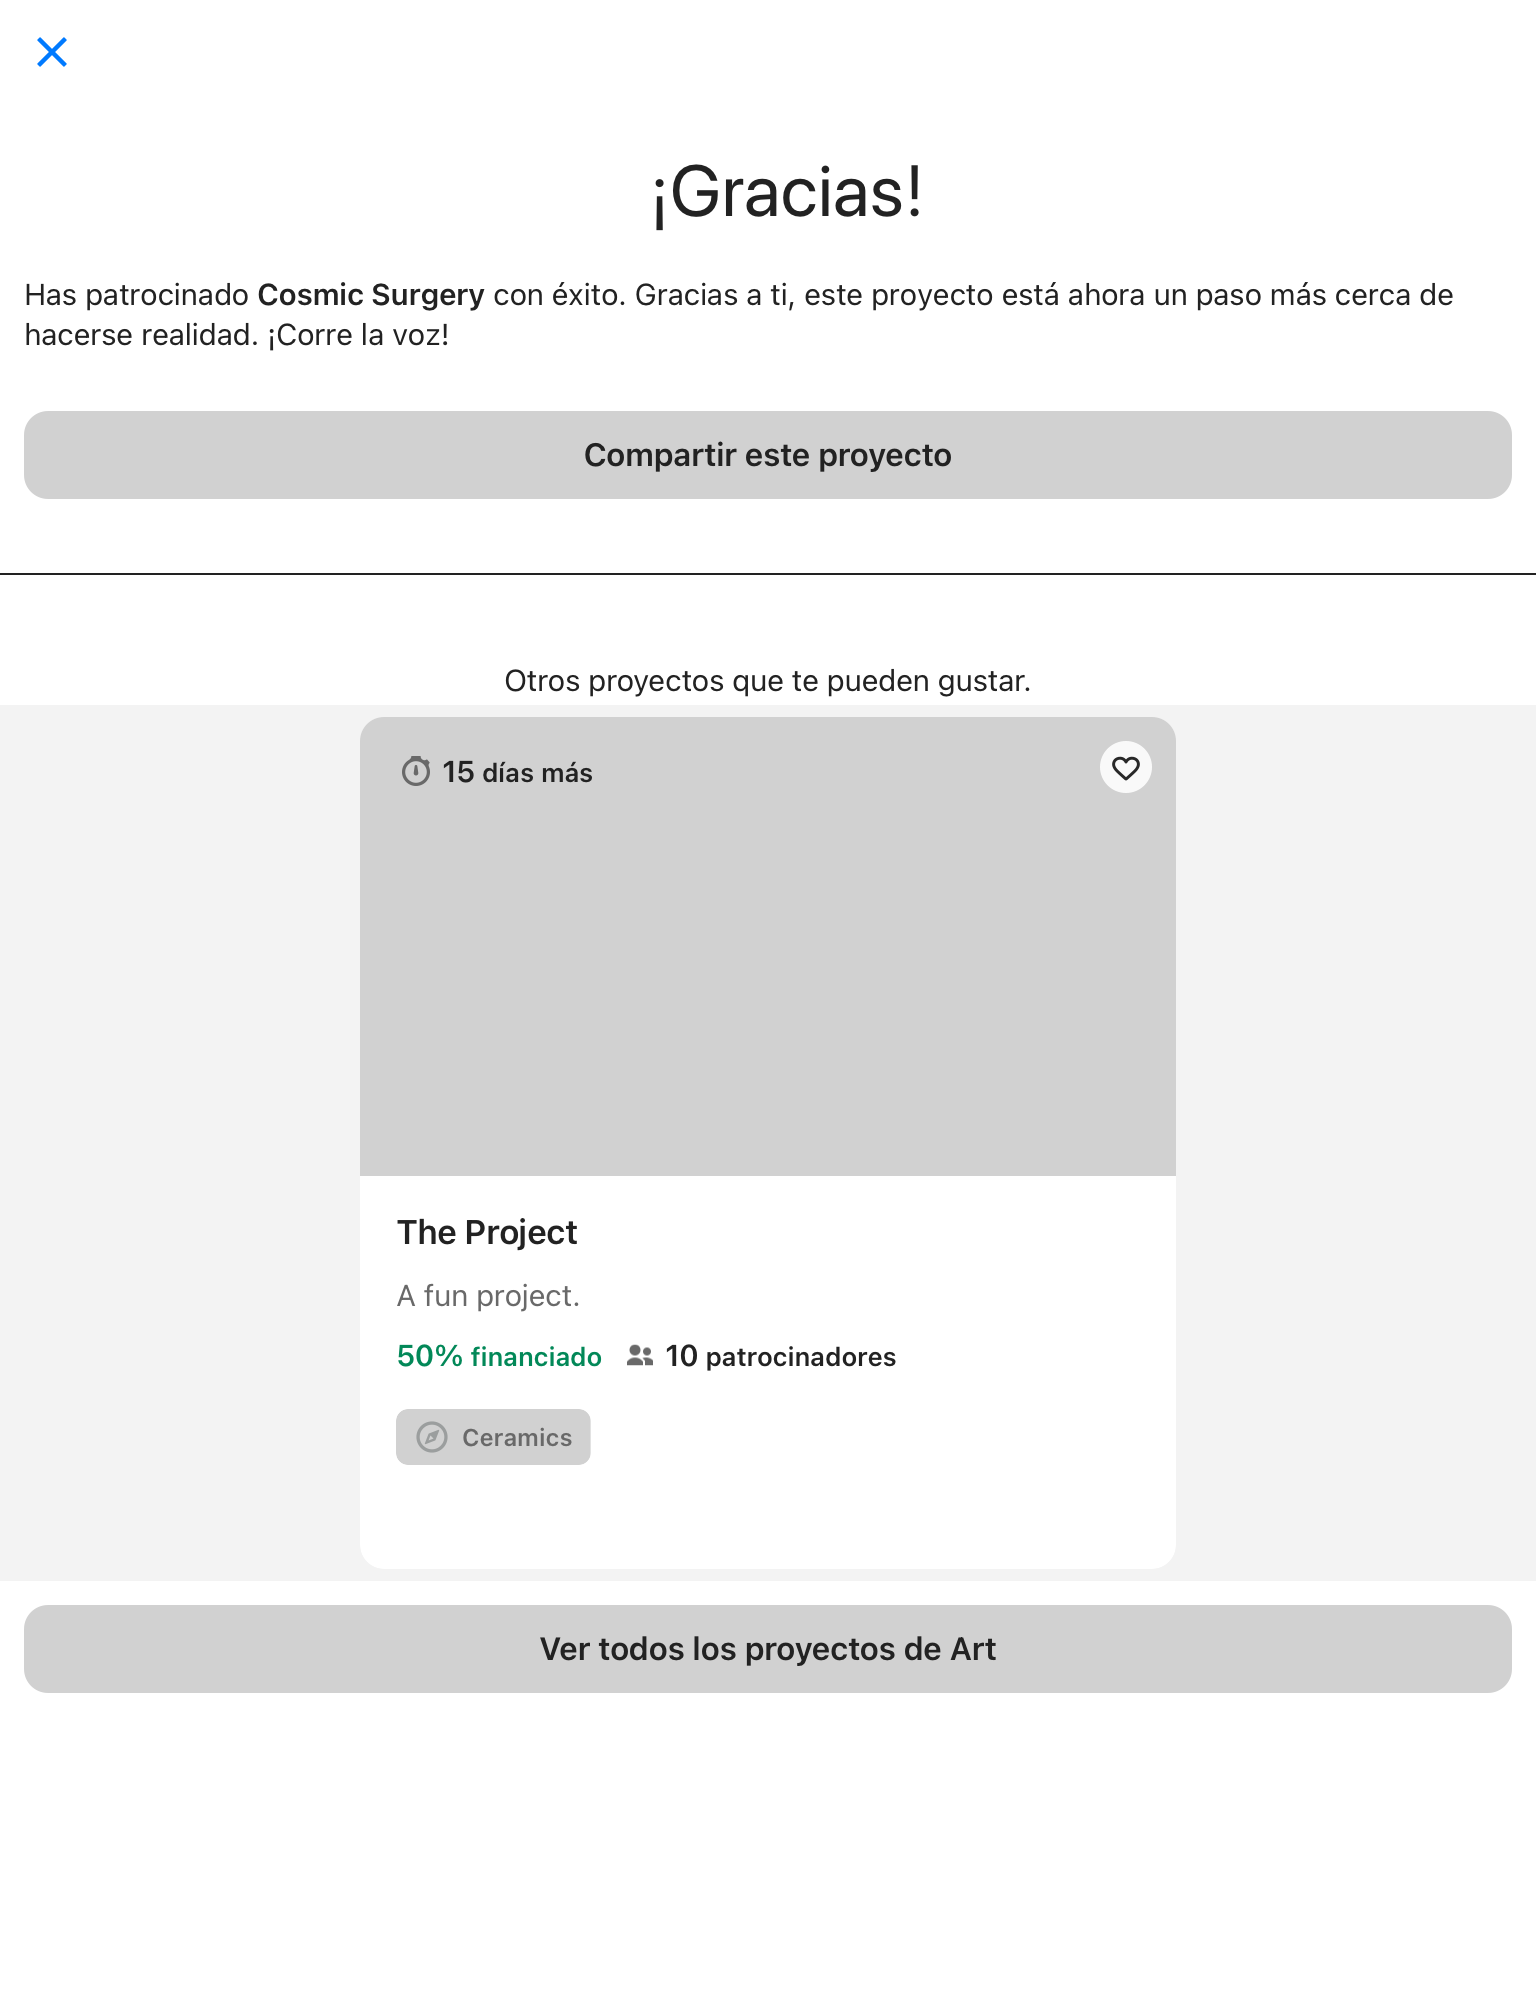 ¡Gracias!
Has patrocinado Cosmic Surgery con éxito. Gracias a ti, este proyecto está ahora un paso más cerca de
hacerse realidad. ¡Corre la voz!
Compartir este proyecto
Otros proyectos que te pueden gustar.
15 días más
The Project
A fun project.
50% financiado 10 patrocinadores
Ceramics
Ver todos los proyectos de Art